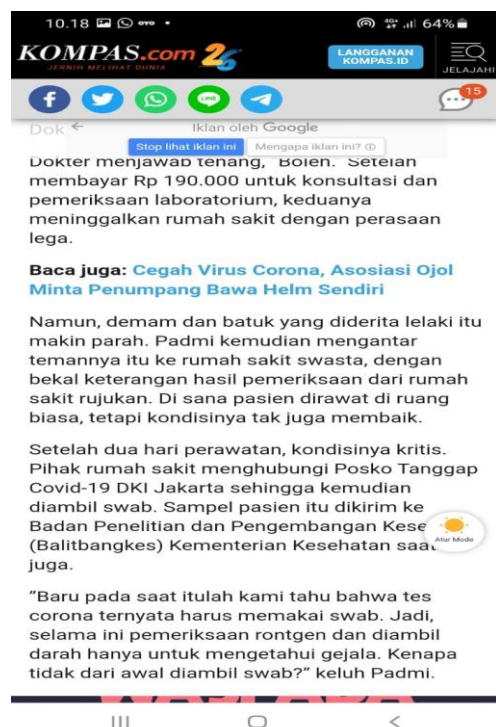 10.18 ovo • 4G+ 64%
KOMPAS.com 26
JERNIH MELIHAT DUNIA
LANGGANAN
KOMPAS.ID
JELAJAHI
LINE
15
Dok
Iklan oleh Google
Stop lihat iklan ini Mengapa iklan ini?
Dokter menjawab tenang, "Boleh." Setelah
membayar Rp 190.000 untuk konsultasi dan
pemeriksaan laboratorium, keduanya
meninggalkan rumah sakit dengan perasaan
lega.
Baca juga: Cegah Virus Corona, Asosiasi Ojol
Minta Penumpang Bawa Helm Sendiri
Namun, demam dan batuk yang diderita lelaki itu
makin parah. Padmi kemudian mengantar
temannya itu ke rumah sakit swasta, dengan
bekal keterangan hasil pemeriksaan dari rumah
sakit rujukan. Di sana pasien dirawat di ruang
biasa, tetapi kondisinya tak juga membaik.
Setelah dua hari perawatan, kondisinya kritis.
Pihak rumah sakit menghubungi Posko Tanggap
Covid-19 DKI Jakarta sehingga kemudian
diambil swab. Sampel pasien itu dikirim ke
Badan Penelitian dan Pengembangan Kese
(Balitbangkes) Kementerian Kesehatan saat
Atur Mode
juga.
"Baru pada saat itulah kami tahu bahwa tes
corona ternyata harus memakai swab. Jadi,
selama ini pemeriksaan rontgen dan diambil
darah hanya untuk mengetahui gejala. Kenapa
tidak dari awal diambil swab?" keluh Padmi.